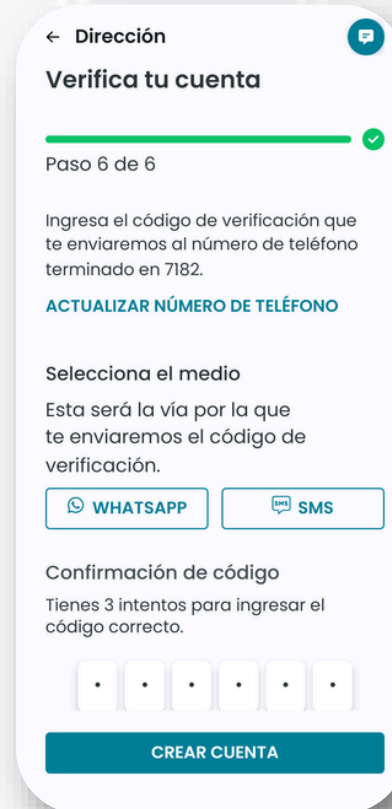 ← Dirección
Verifica tu cuenta
Paso 6 de 6
Ingresa el código de verificación que
te enviaremos al número de teléfono
terminado en 7182.
ACTUALIZAR NÚMERO DE TELÉFONO
Selecciona el medio
Esta será la vía por la que
te enviaremos el código de
verificación.
WHATSAPP SMS SMS
Confirmación de código
Tienes 3 intentos para ingresar el
código correcto.
• • • • • •
CREAR CUENTA